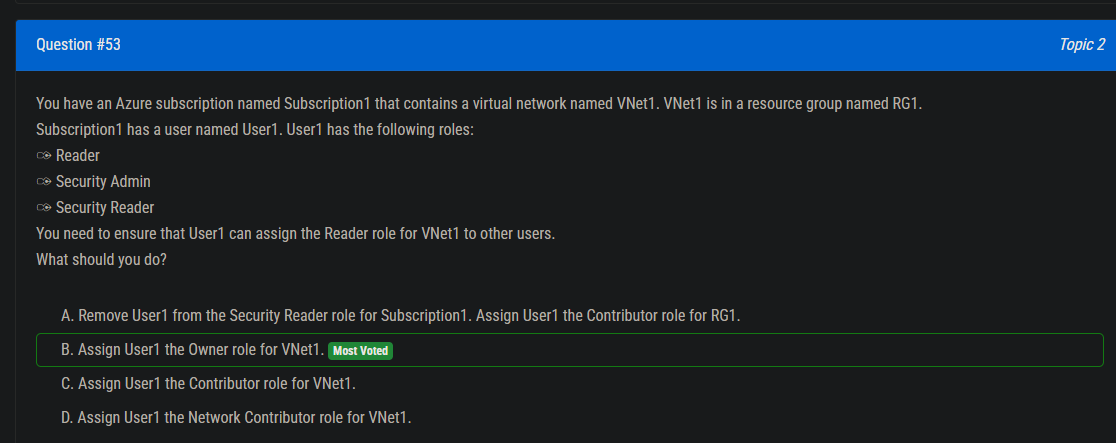 Question #53
Topic 2
You have an Azure subscription named Subscription1 that contains a virtual network named VNet1. VNet1 is in a resource group named RG1.
Subscription1 has a user named User1. User1 has the following roles:
Reader
Security Admin
Security Reader
You need to ensure that User1 can assign the Reader role for VNet1 to other users.
What should you do?
A. Remove User1 from the Security Reader role for Subscription1. Assign User1 the Contributor role for RG1.
B. Assign User1 the Owner role for VNet1. Most Voted
C. Assign User1 the Contributor role for VNet1.
D. Assign User1 the Network Contributor role for VNet1.